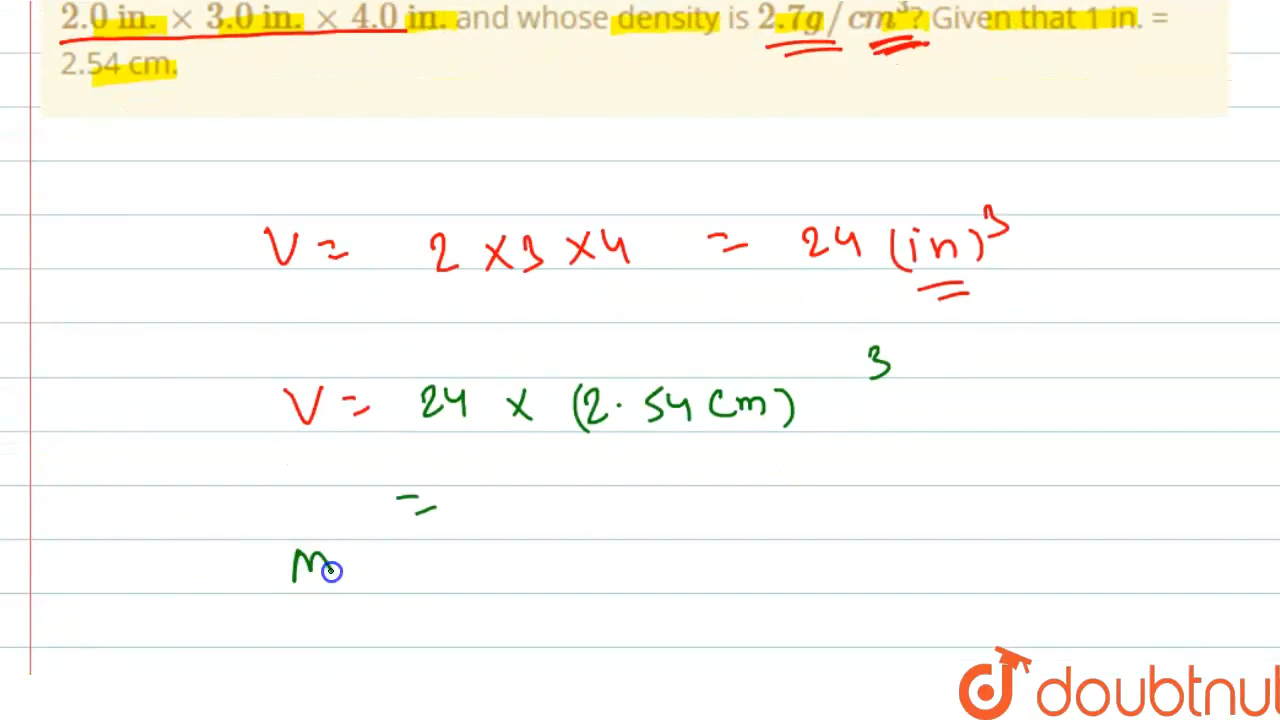 2.0 in. × 3.0 in. × 4.0 in. and whose density is 2.7g/cm³? Given that 1 in. =
2.54 cm.
V = 2 × 3 × 4 = 24 (in)³
V = 24 × (2.54 cm)³
=
m
doubtnut